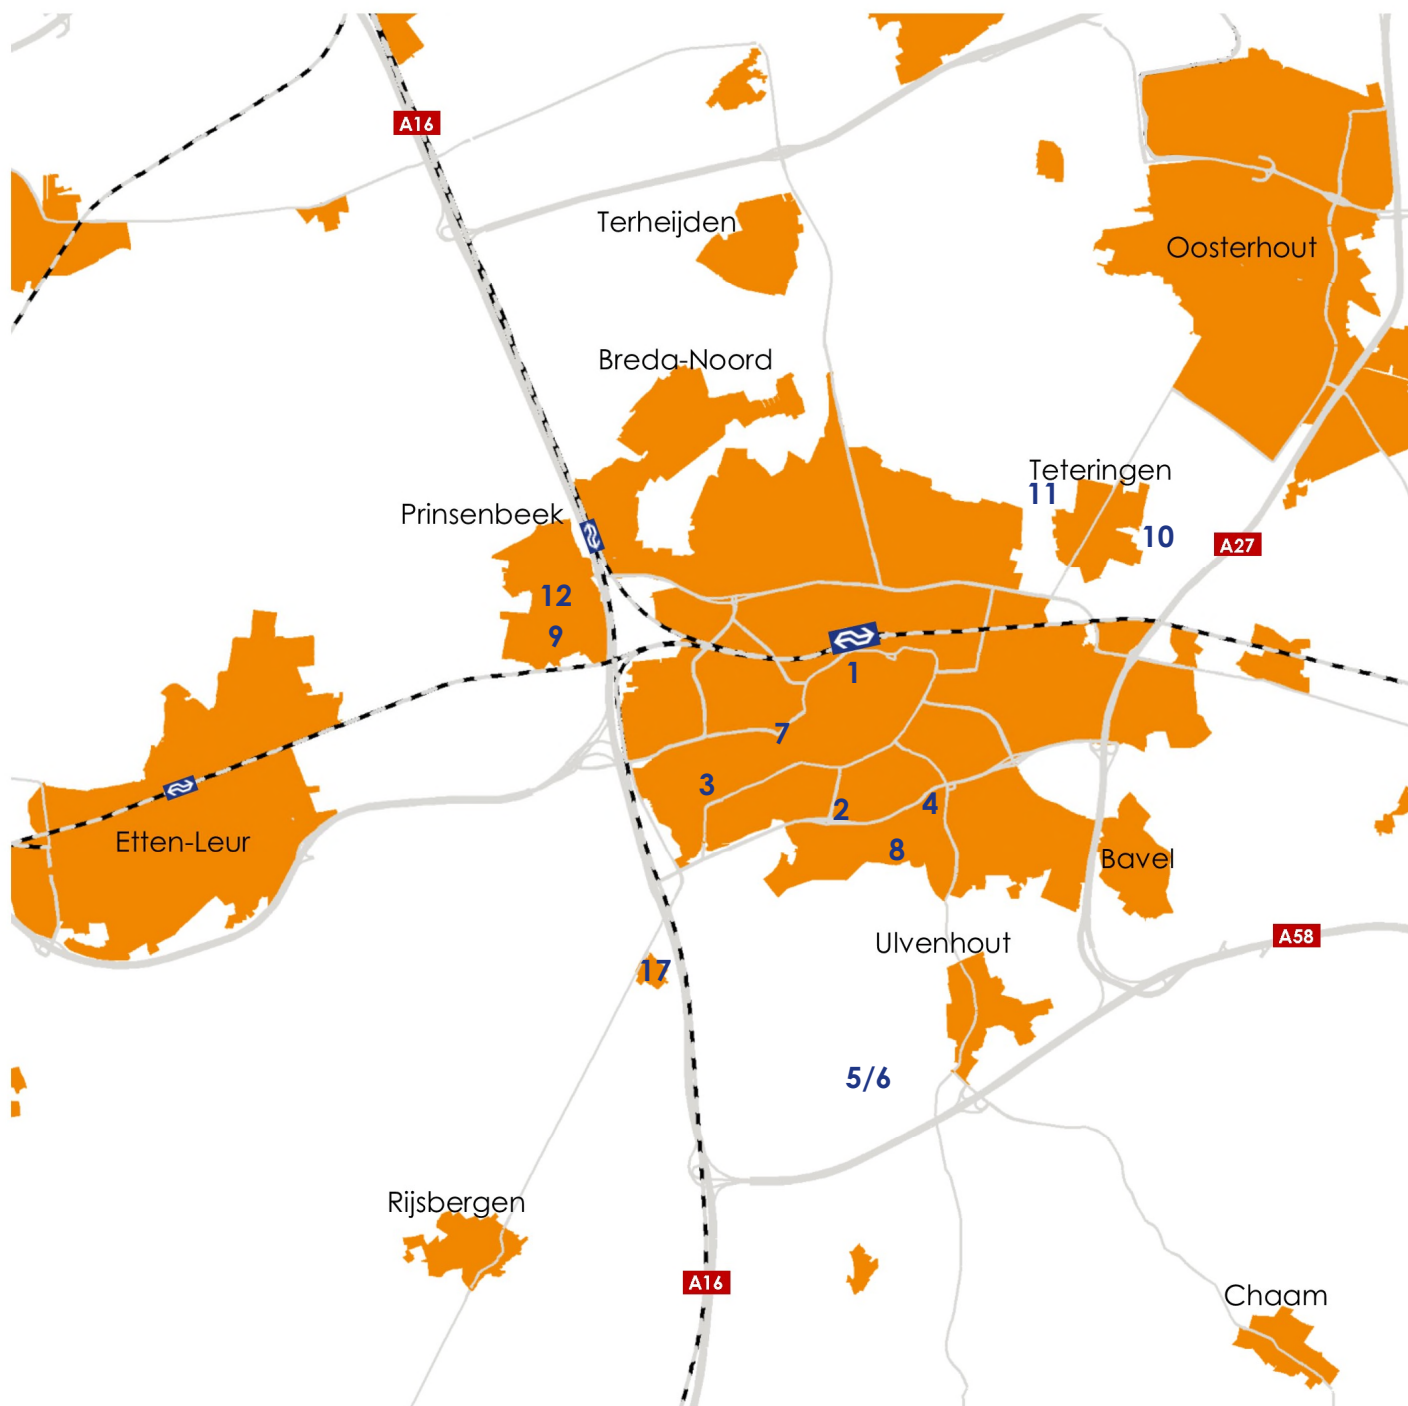 A16
Terheijden
Oosterhout
Breda-Noord
Teteringen
11
Prinsenbeek
10
A27
12
9
1
7
3
2
4
Etten-Leur
8
Bavel
Ulvenhout
A58
17
5/6
Rijsbergen
A16
Chaam